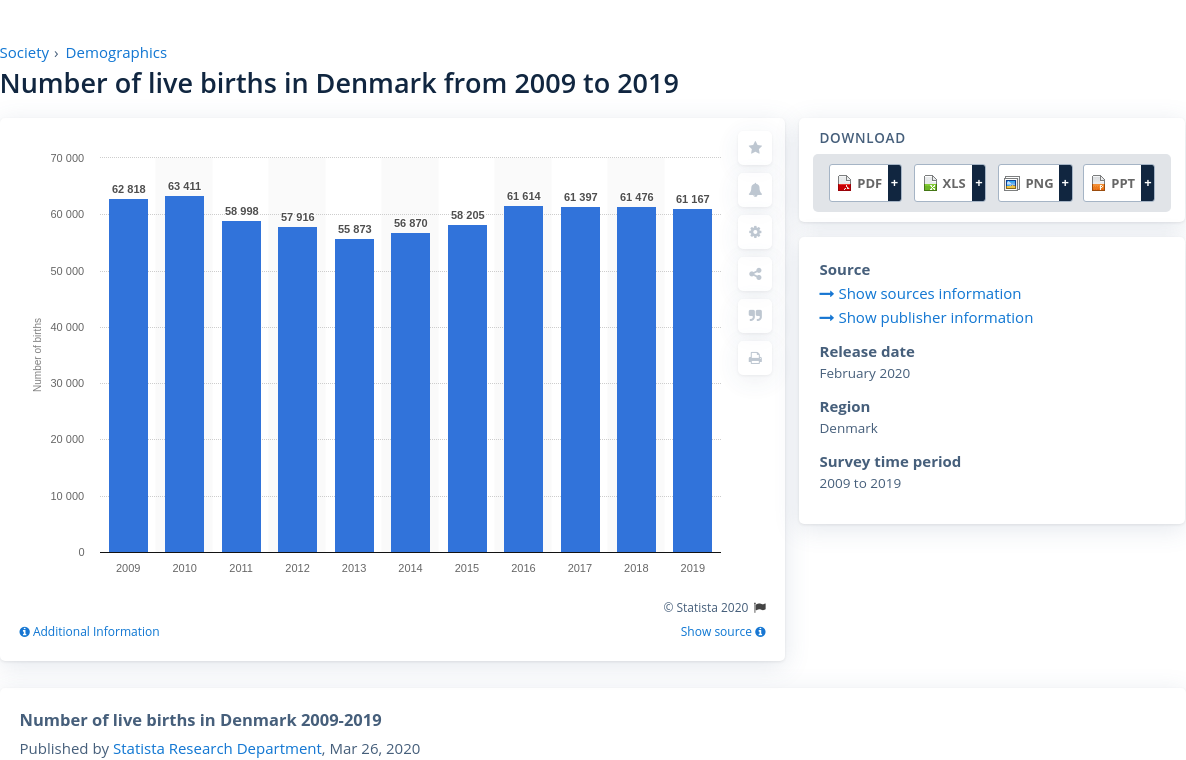 Society › Demographics
Number of live births in Denmark from 2009 to 2019
70 000
60 000
50 000
40 000
30 000
20 000
10 000
0
Number of births
62 818
63 411
58 998
57 916
55 873
56 870
58 205
61 614
61 397
61 476
61 167
2009
2010
2011
2012
2013
2014
2015
2016
2017
2018
2019
© Statista 2020
Additional Information
Show source
DOWNLOAD
PDF +
XLS +
PNG +
PPT +
Source
Show sources information
Show publisher information
Release date
February 2020
Region
Denmark
Survey time period
2009 to 2019
Number of live births in Denmark 2009-2019
Published by Statista Research Department, Mar 26, 2020